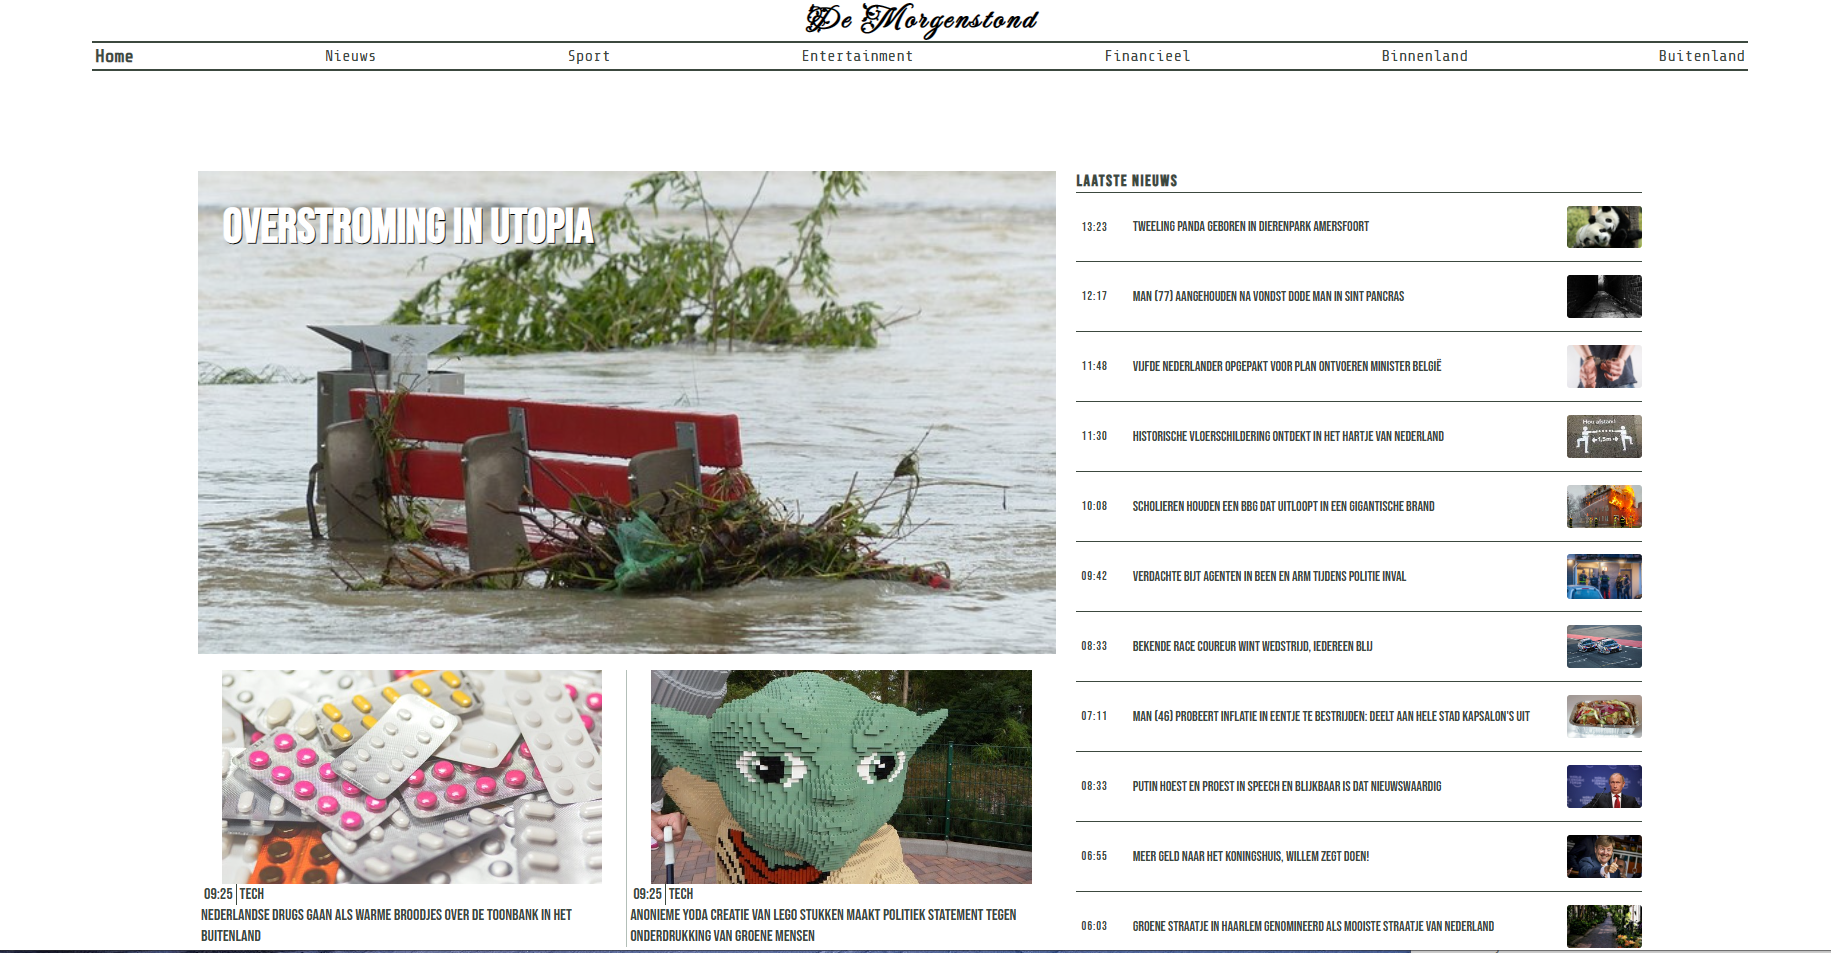 De Morgenstond
Home Nieuws Sport Entertainment Financieel Binnenland Buitenland
OVERSTROMING IN UTOPIA
09:25 | TECH
NEDERLANDSE DRUGS GAAN ALS WARME BROODJES OVER DE TOONBANK IN HET
BUITENLAND
09:25 | TECH
ANONIEME YODA CREATIE VAN LEGO STUKKEN MAAKT POLITIEK STATEMENT TEGEN
ONDERDRUKKING VAN GROENE MENSEN
LAATSTE NIEUWS
13:23 TWEELING PANDA GEBOREN IN DIERENPARK AMERSFOORT
12:17 MAN (77) AANGEHOUDEN NA VONDST DODE MAN IN SINT PANCRAS
11:48 VIJFDE NEDERLANDER OPGEPAKT VOOR PLAN ONTVOEREN MINISTER BELGIË
11:30 HISTORISCHE VLOERSCHILDERING ONTDEKT IN HET HARTJE VAN NEDERLAND
Hou afstand
1,5m
10:08 SCHOLIEREN HOUDEN EEN BBG DAT UITLOOPT IN EEN GIGANTISCHE BRAND
09:42 VERDACHTE BIJT AGENTEN IN BEEN EN ARM TIJDENS POLITIE INVAL
08:33 BEKENDE RACE COUREUR WINT WEDSTRIJD, IEDEREEN BLIJ
07:11 MAN (46) PROBEERT INFLATIE IN EENTJE TE BESTRIJDEN: DEELT AAN HELE STAD KAPSALON'S UIT
08:33 PUTIN HOEST EN PROEST IN SPEECH EN BLIJKBAAR IS DAT NIEUWSWAARDIG
06:55 MEER GELD NAAR HET KONINGSHUIS, WILLEM ZEGT DOEN!
06:03 GROENE STRAATJE IN HAARLEM GENOMINEERD ALS MOOISTE STRAATJE VAN NEDERLAND